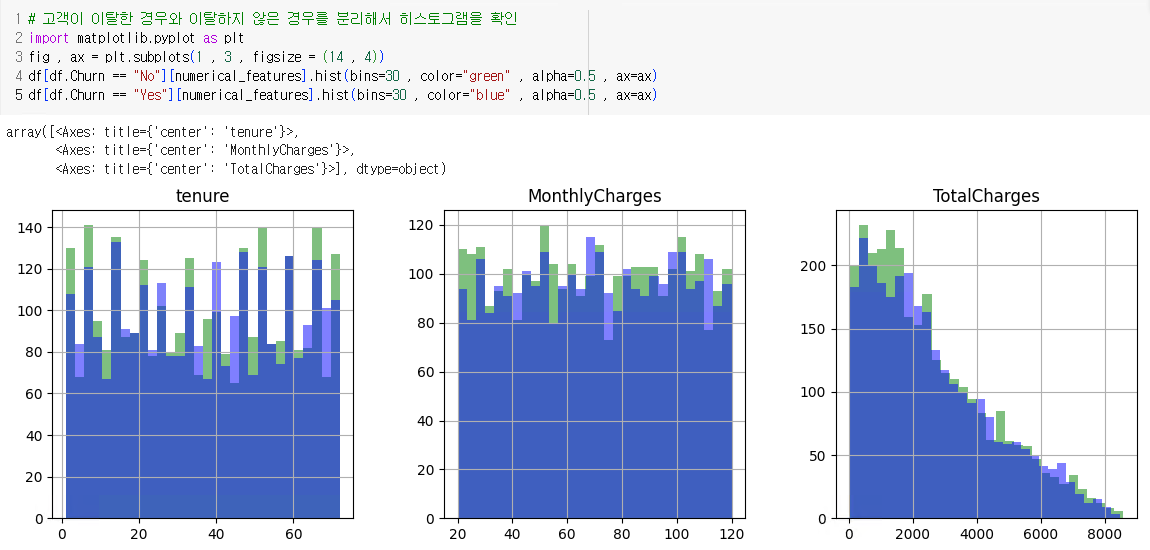 1 # 고객이 이탈한 경우와 이탈하지 않은 경우를 분리해서 히스토그램을 확인
2 import matplotlib.pyplot as plt
3 fig , ax = plt.subplots(1 , 3 , figsize = (14 , 4))
4 df[df.Churn == "No"][numerical_features].hist(bins=30 , color="green" , alpha=0.5 , ax=ax)
5 df[df.Churn == "Yes"][numerical_features].hist(bins=30 , color="blue" , alpha=0.5 , ax=ax)
array([<Axes: title={'center': 'tenure'}>,
<Axes: title={'center': 'MonthlyCharges'}>,
<Axes: title={'center': 'TotalCharges'}>], dtype=object)
tenure
140
120
100
80
60
40
20
0
0 20 40 60
MonthlyCharges
120
100
80
60
40
20
0
20 40 60 80 100 120
TotalCharges
200
150
100
50
0
0 2000 4000 6000 8000